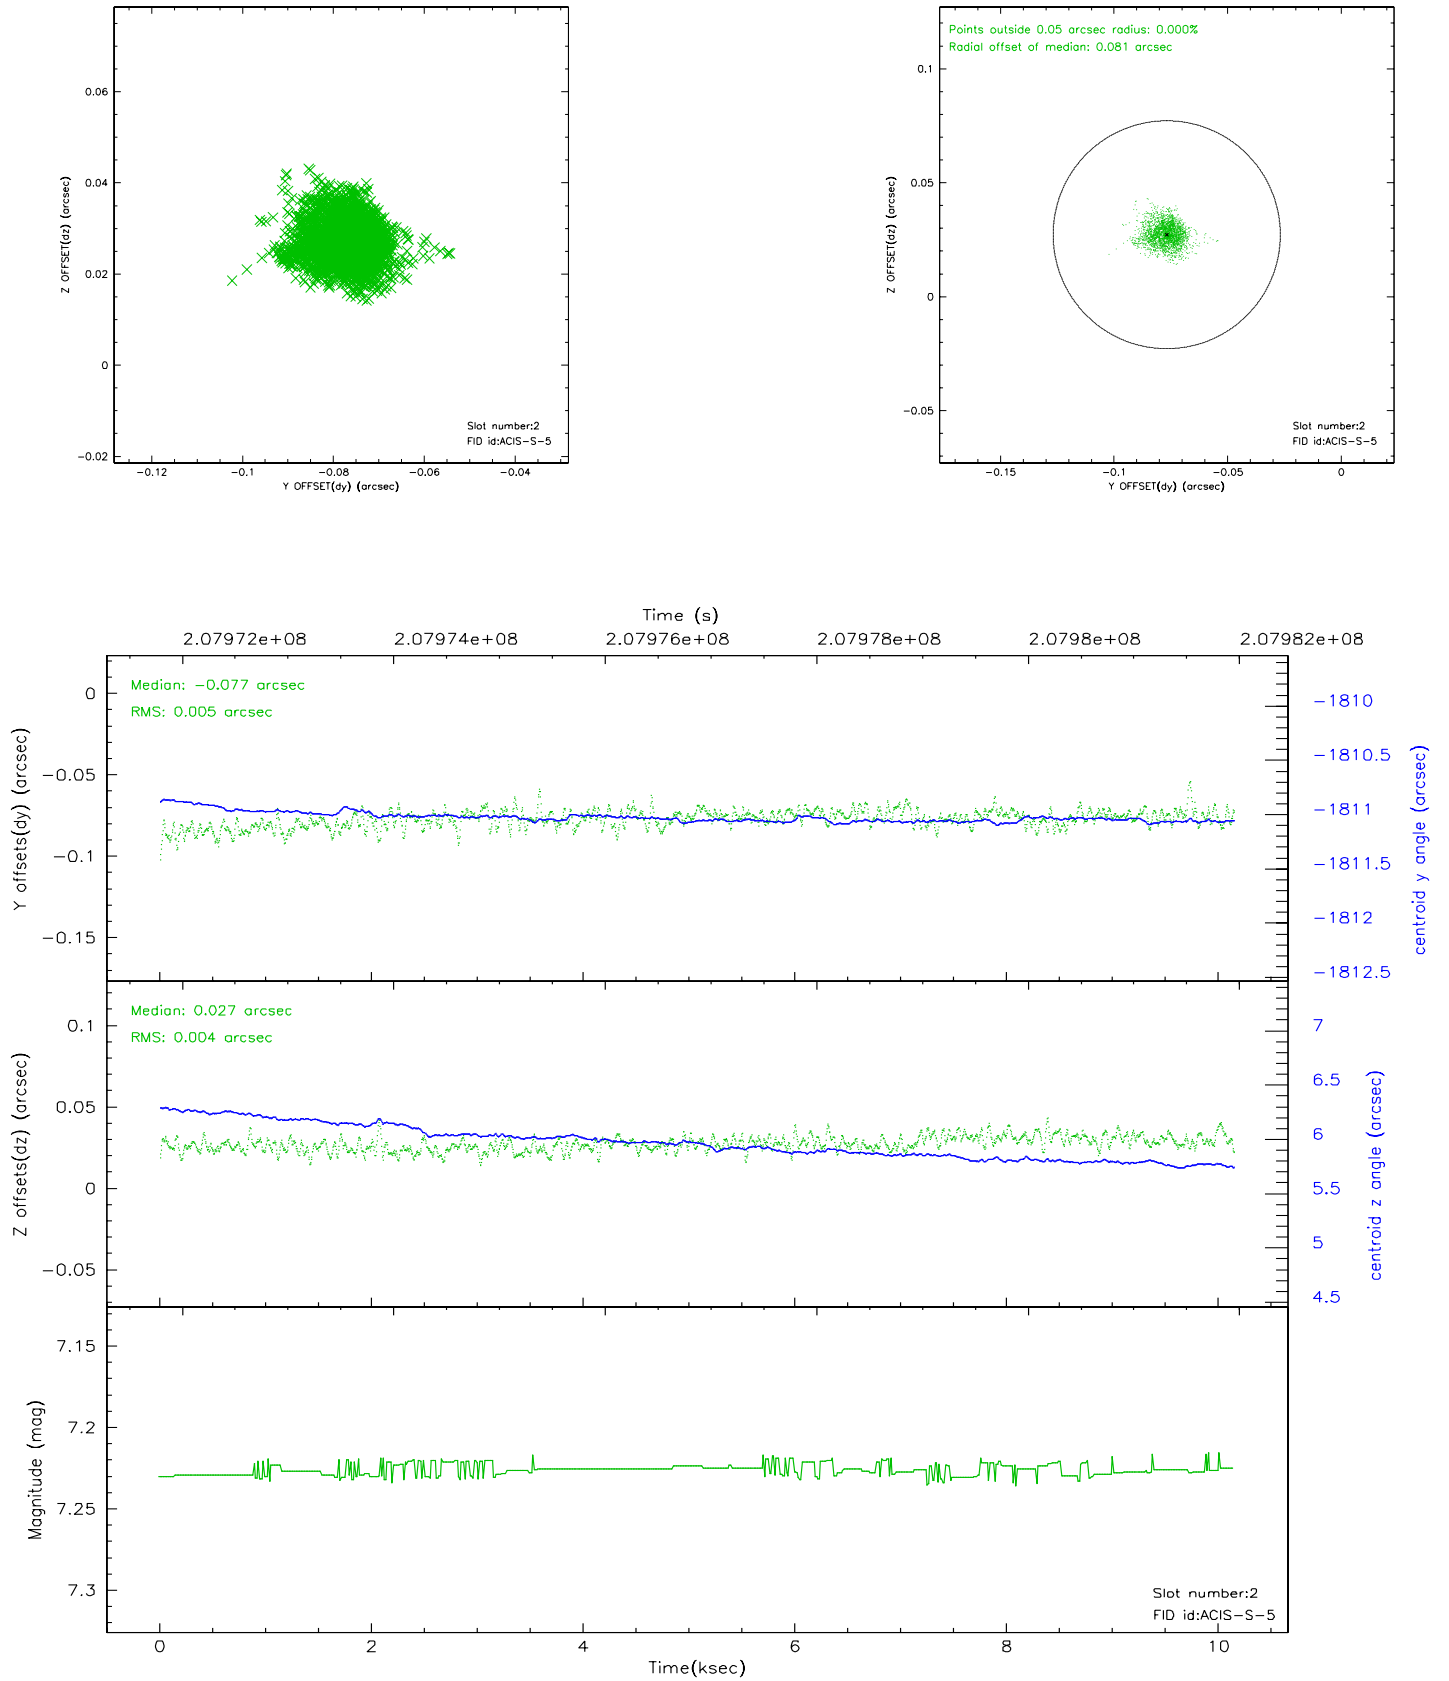 0.06
0.04
0.02
0
-0.02
Z OFFSET(dz) (arcsec)
Slot number:2
FID id:ACIS-S-5
-0.12 -0.1 -0.08 -0.06 -0.04
Y OFFSET(dy) (arcsec)
Points outside 0.05 arcsec radius: 0.000%
Radial offset of median: 0.081 arcsec
0.1
0.05
0
-0.05
Z OFFSET(dz) (arcsec)
Slot number:2
FID id:ACIS-S-5
-0.15 -0.1 -0.05 0
Y OFFSET(dy) (arcsec)
Time (s)
2.07972e+08 2.07974e+08 2.07976e+08 2.07978e+08 2.0798e+08 2.07982e+08
Median: -0.077 arcsec
RMS: 0.005 arcsec
0
-0.05
-0.1
-0.15
Y offsets(dy) (arcsec)
-1810
-1810.5
-1811
-1811.5
-1812
-1812.5
centroid y angle (arcsec)
Median: 0.027 arcsec
RMS: 0.004 arcsec
0.1
0.05
0
-0.05
Z offsets(dz) (arcsec)
7
6.5
6
5.5
5
4.5
centroid z angle (arcsec)
7.15
7.2
7.25
7.3
Magnitude (mag)
Slot number:2
FID id:ACIS-S-5
0 2 4 6 8 10
Time(ksec)